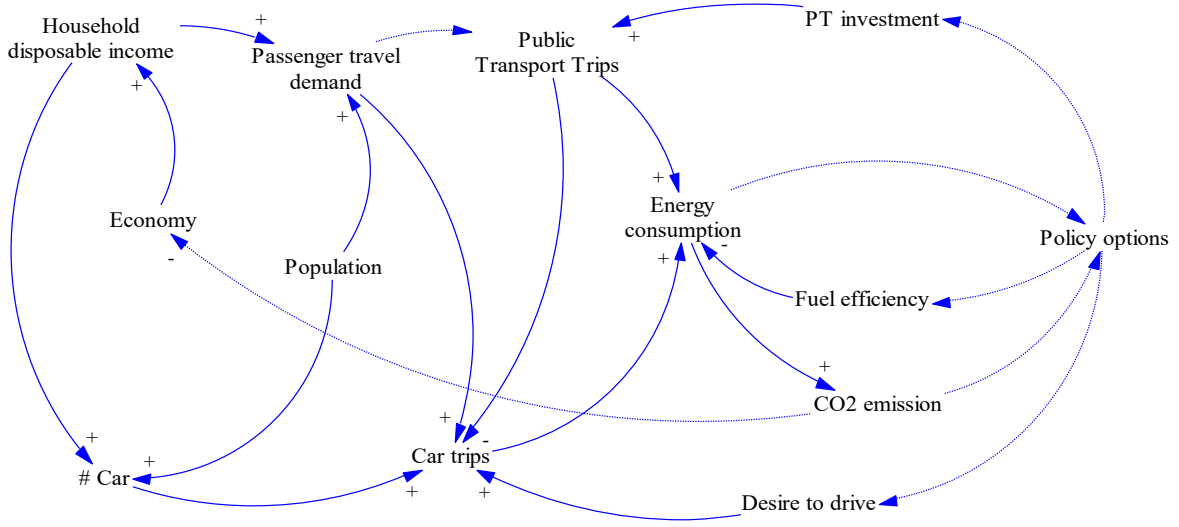 Household
disposable income
+
Passenger travel
demand
+
+
Public
Transport Trips
+
PT investment
Economy
-
Population
+
Energy
consumption
+
-
Policy options
Fuel efficiency
+
CO2 emission
+
# Car
+
+
-
Car trips
+
+
Desire to drive